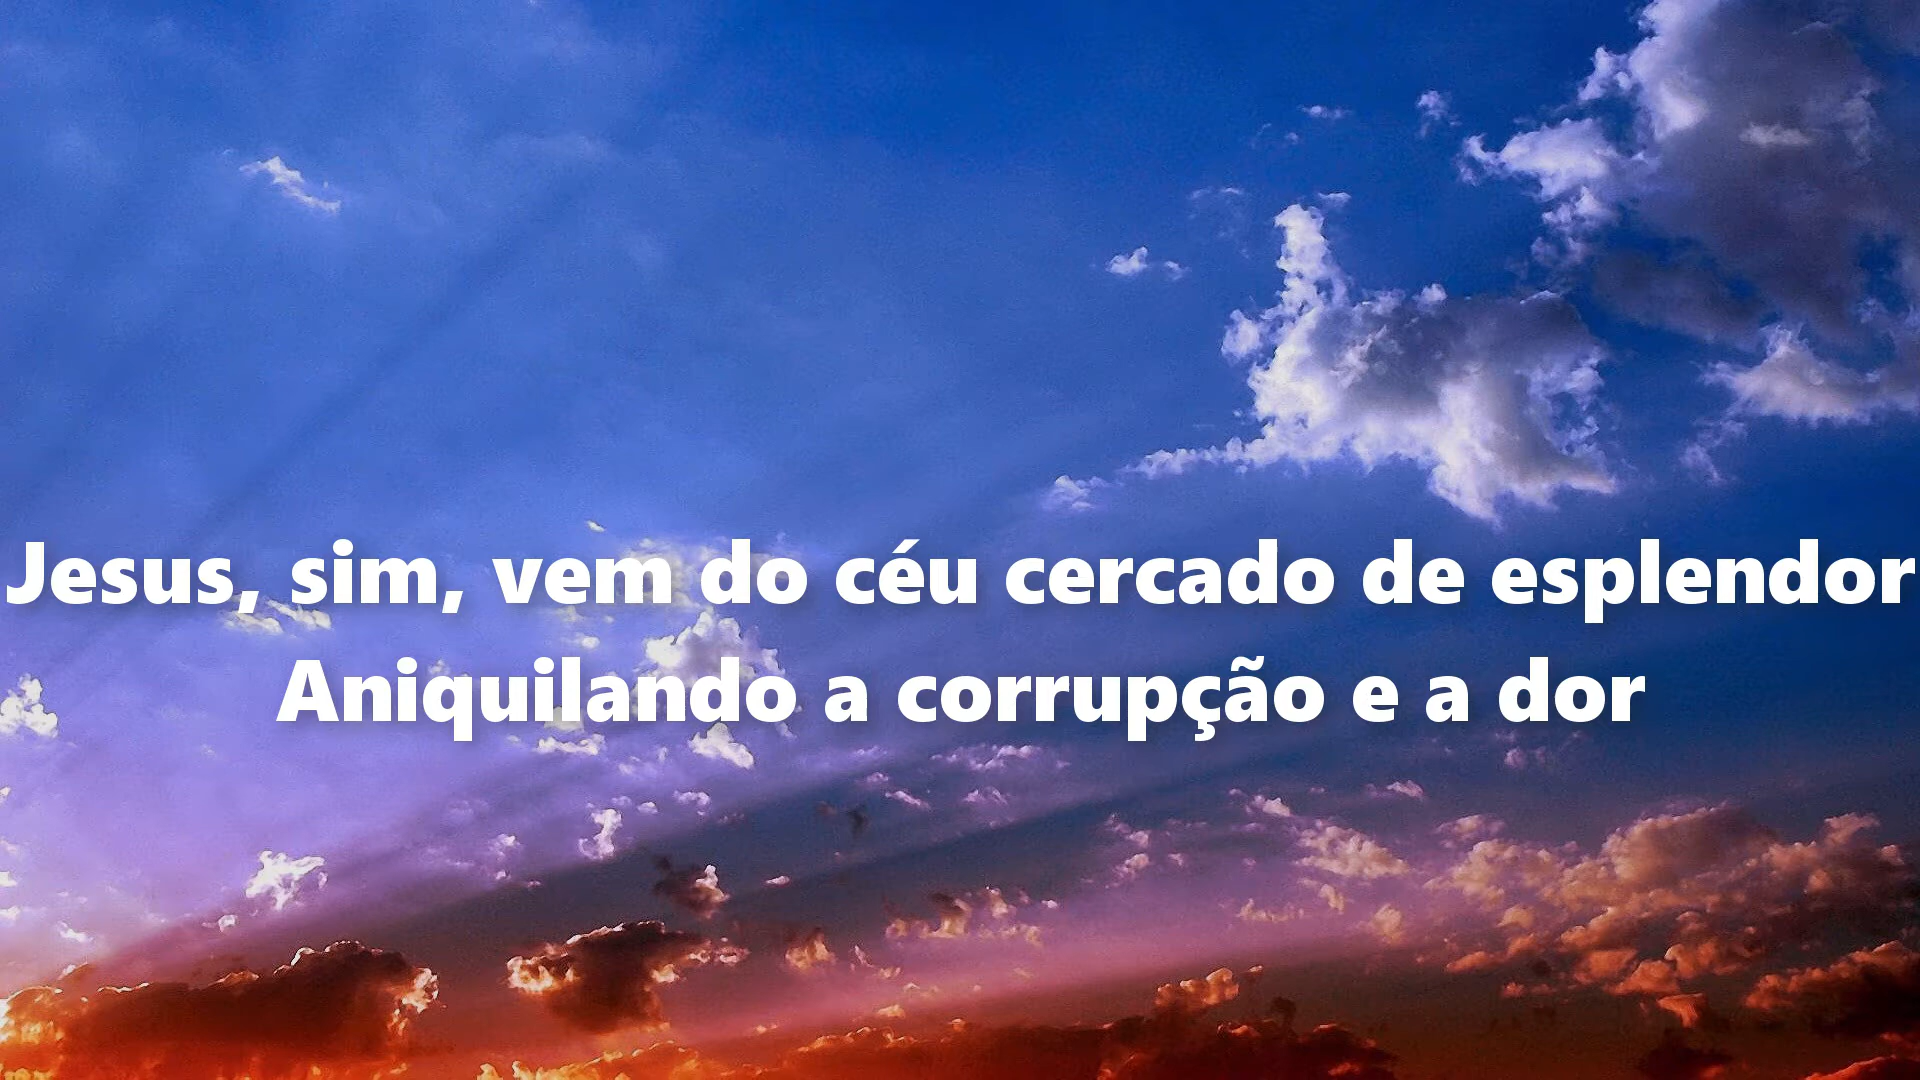 Jesus, sim, vem do céu cercado de esplendor
Aniquilando a corrupção e a dor